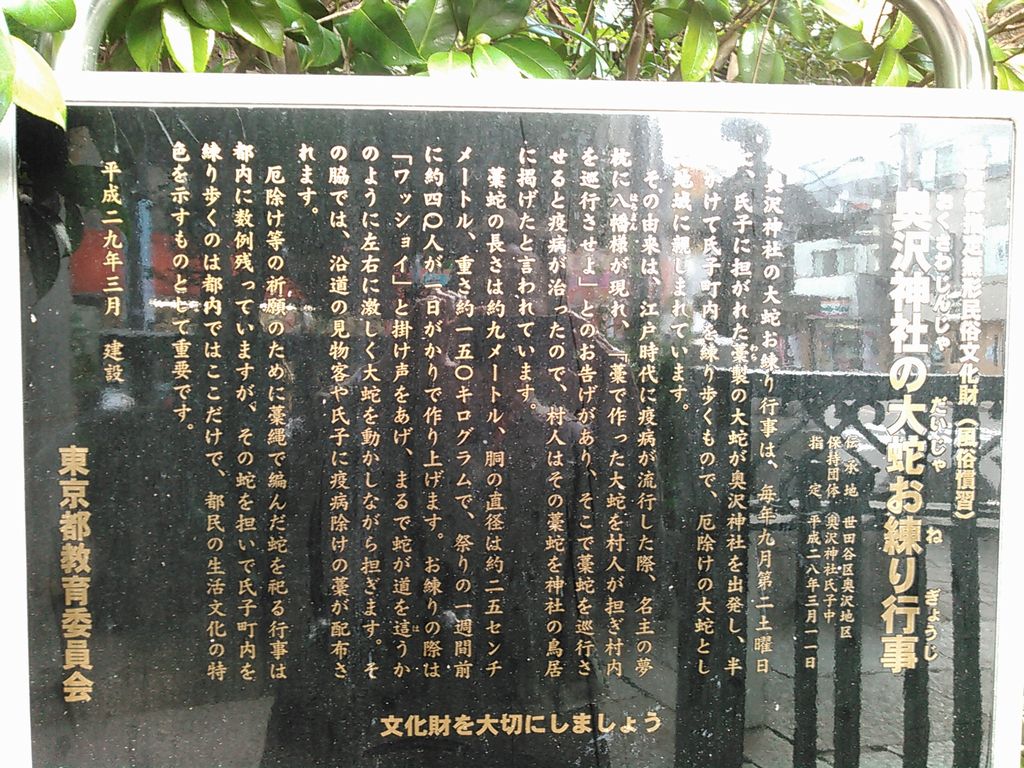 指定無形民俗文化財（風俗慣習）
おくさわじんじゃ だいじゃ ね ぎょうじ
奥沢神社の大蛇お練り行事
伝承地 世田谷区奥沢地区
保持団体 奥沢神社氏子中
指定 平成二八年三月一一日
奥沢神社の大蛇お練り行事は、毎年九月第二土曜日
に、氏子に担がれた藁製の大蛇が奥沢神社を出発し、半
かけて氏子町内を練り歩くもので、厄除けの大蛇とし
地域に親しまれています。
その由来は、江戸時代に疫病が流行した際、名主の夢
枕に八幡様が現れ、「藁で作った大蛇を村人が担ぎ村内
を巡行させよ」とのお告げがあり、そこで藁蛇を巡行さ
せると疫病が治ったので、村人はその藁蛇を神社の鳥居
に掲げたと言われています。
藁蛇の長さは約九メートル、胴の直径は約二五センチ
メートル、重さ約一五〇キログラムで、祭りの一週間前
に約四〇人が一日がかりで作り上げます。お練りの際は
「ワッショイ」と掛け声をあげ、まるで蛇が道を這うか
のように左右に激しく大蛇を動かしながら担ぎます。そ
の脇では、沿道の見物客や氏子に疫病除けの藁が配布さ
れます。
厄除け等の祈願のために藁縄で編んだ蛇を祀る行事は
都内に数例残っていますが、その蛇を担いで氏子町内を
練り歩くのは都内ではここだけで、都民の生活文化の特
色を示すものとして重要です。
平成二九年三月 建設
東京都教育委員会
文化財を大切にしましょう